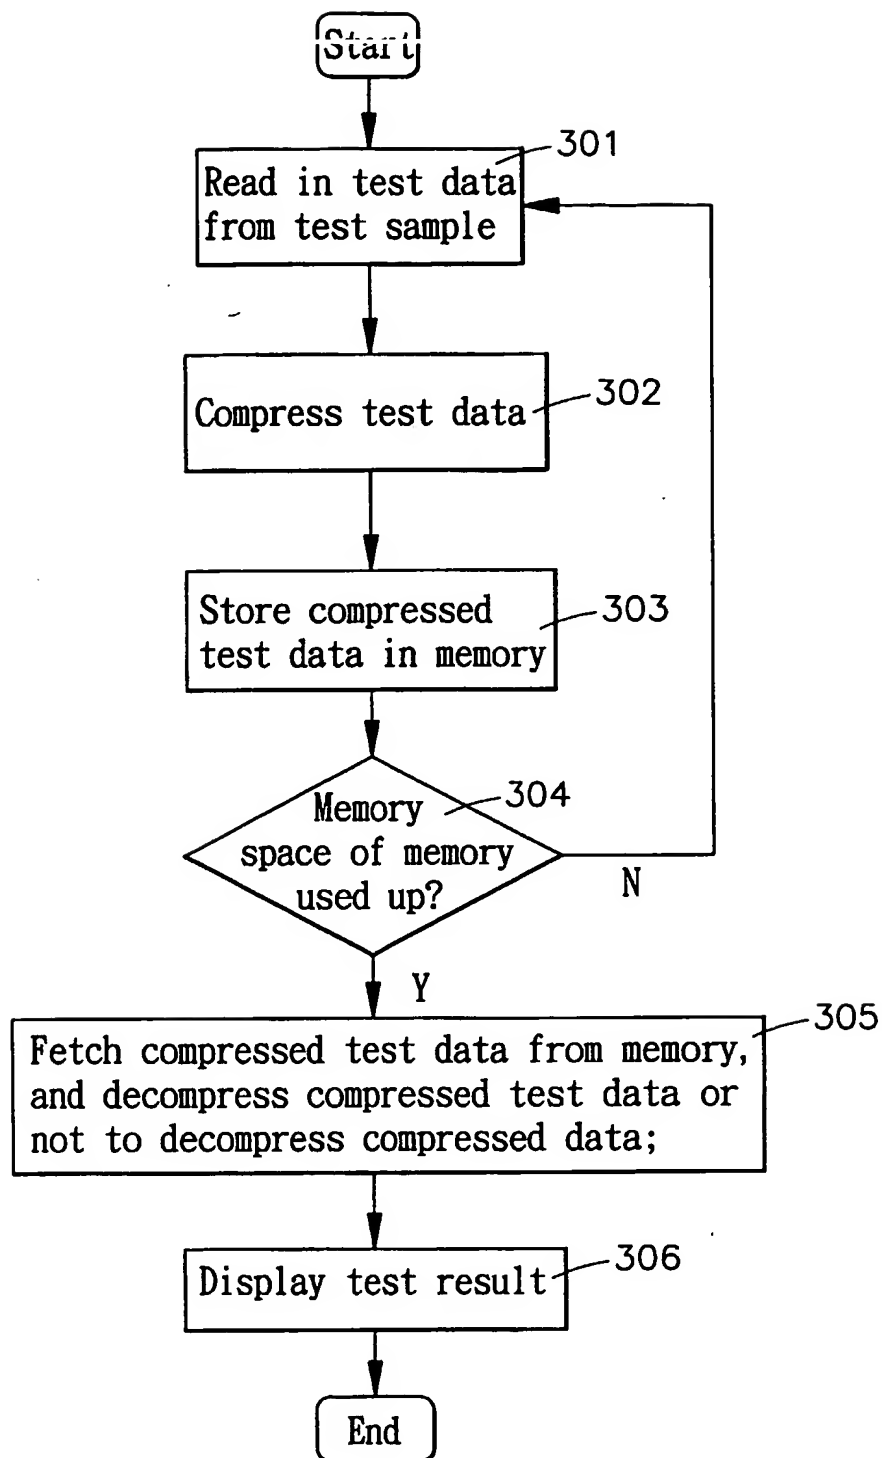 Start
301
Read in test data
from test sample
302
Compress test data
303
Store compressed
test data in memory
304
Memory
space of memory
used up?
N
Y
305
Fetch compressed test data from memory,
and decompress compressed test data or
not to decompress compressed data;
306
Display test result
End